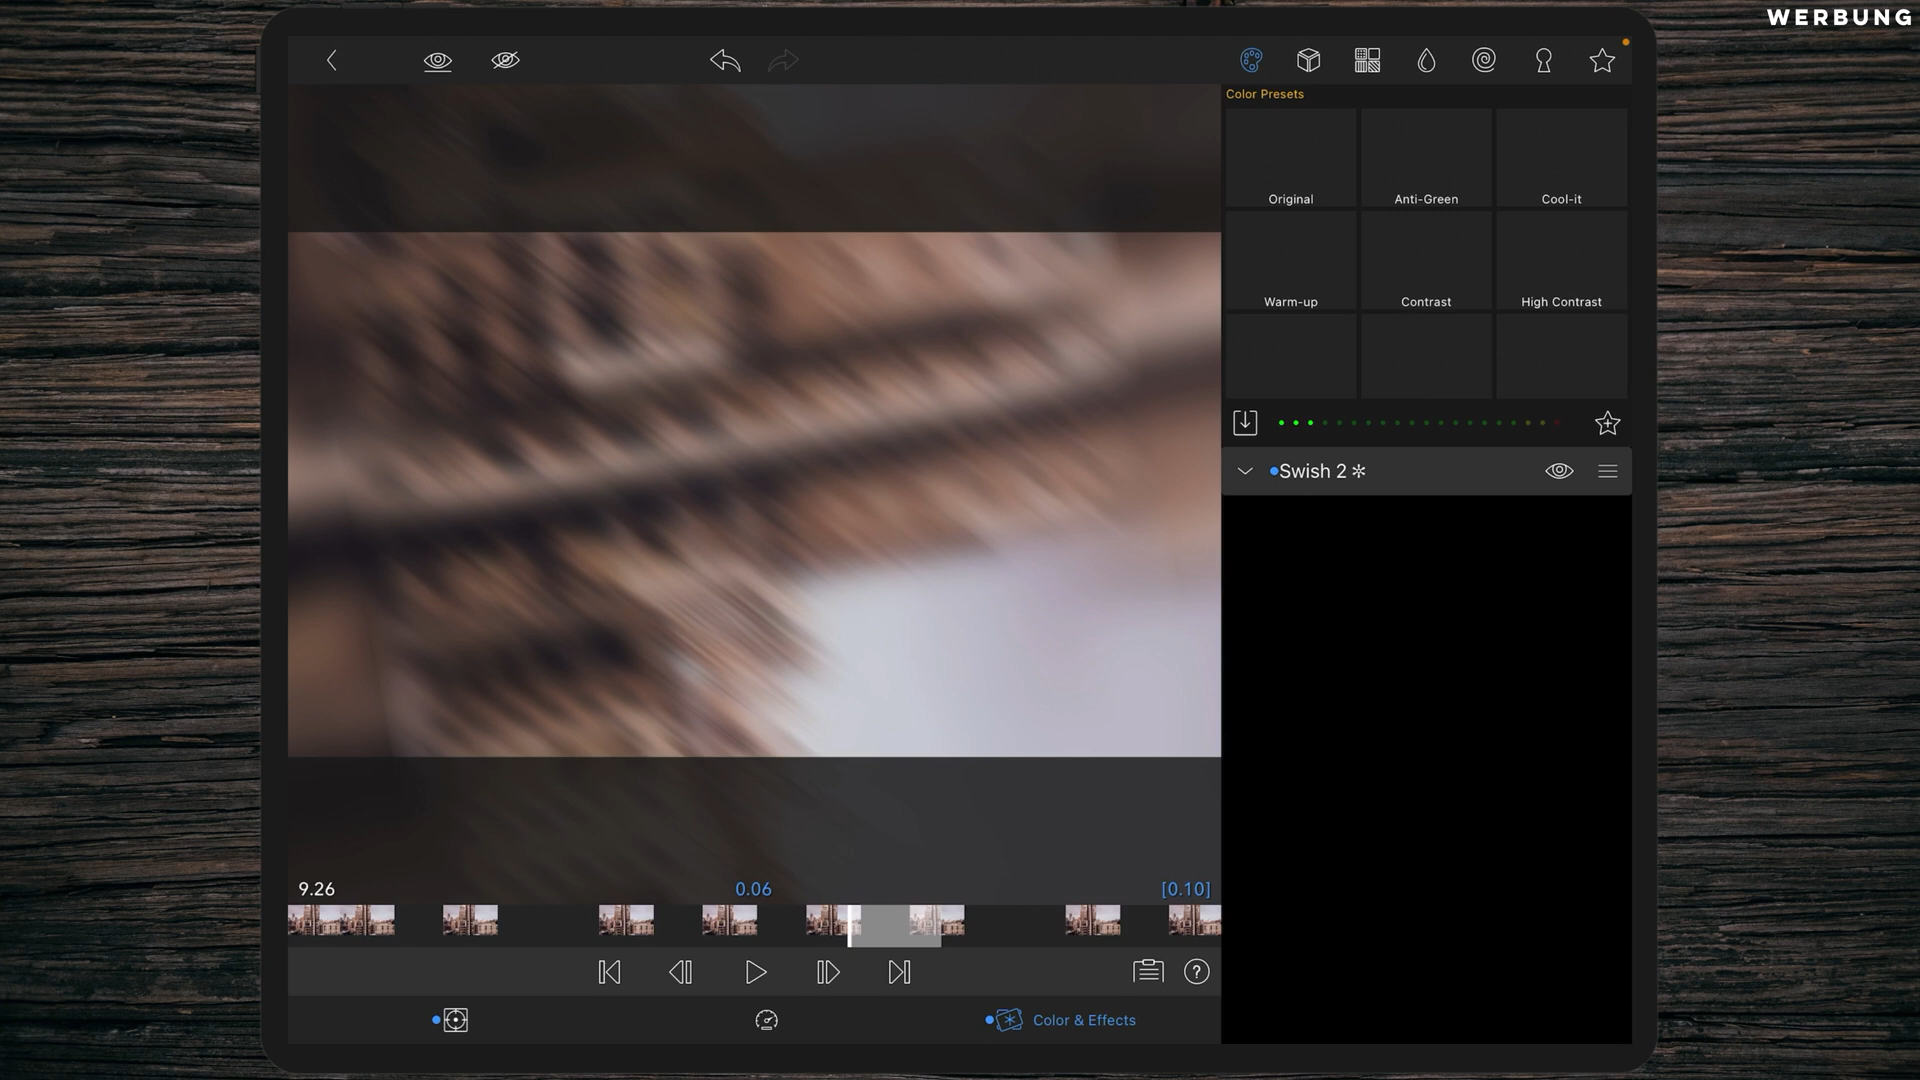 WERBUNG
Color Presets
Original
Anti-Green
Cool-it
Warm-up
Contrast
High Contrast
Swish 2
9.26
0.06
[0.10]
?
Color & Effects